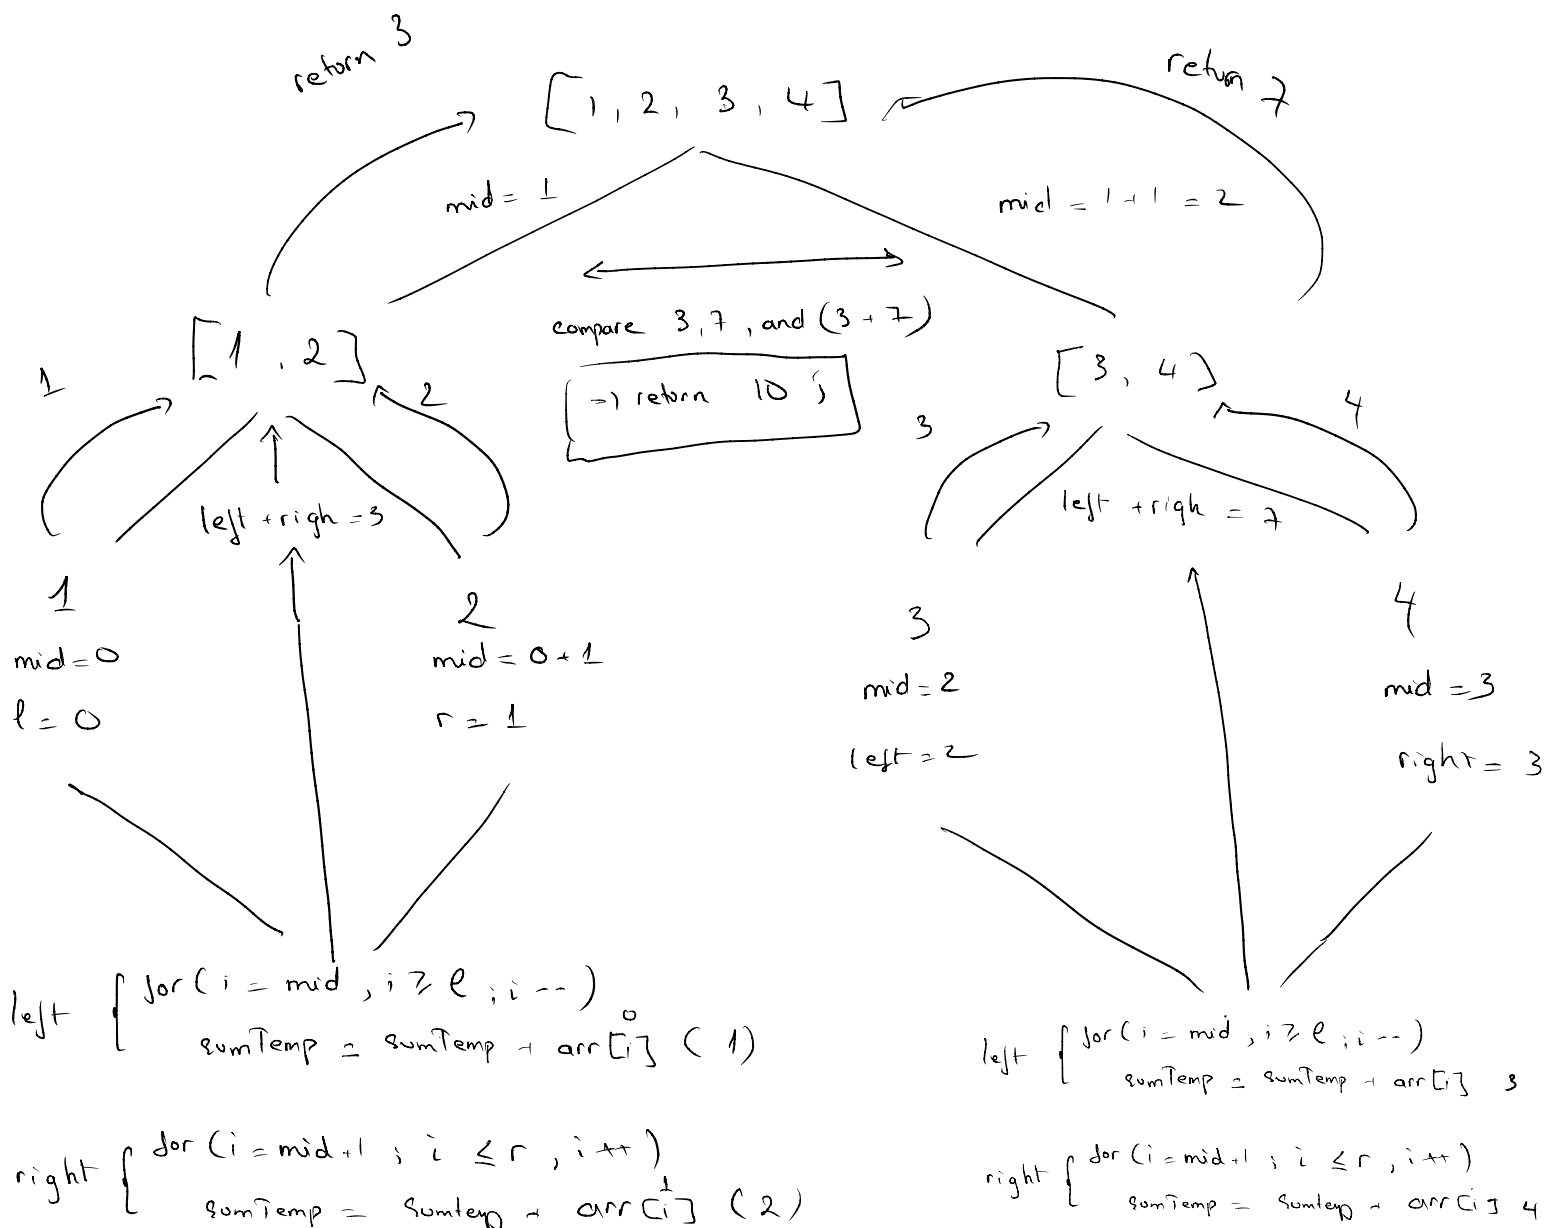 return 3
return 7
[1, 2, 3, 4]
mid = 1
mid = 1+1 = 2
compare 3,7, and (3+7)
=> return 10 ;
[1, 2]
[3, 4]
1
2
3
4
left + righ = 3
left + righ = 7
1
2
3
4
mid = 0
mid = 0+1
mid = 2
mid = 3
l = 0
r = 1
left = 2
right = 3
left { for (i = mid , i ≥ l ; i --)
0
sumTemp = sumTemp + arr[i] (1)
left { for (i = mid , i ≥ l ; i --)
sumTemp = sumTemp + arr[i] 3
right { for (i = mid+1 ; i ≤ r , i ++)
1
sumTemp = sumtemp + arr[i] (2)
right { for (i = mid+1 ; i ≤ r , i ++)
sumTemp = sumtemp + arr[i] 4